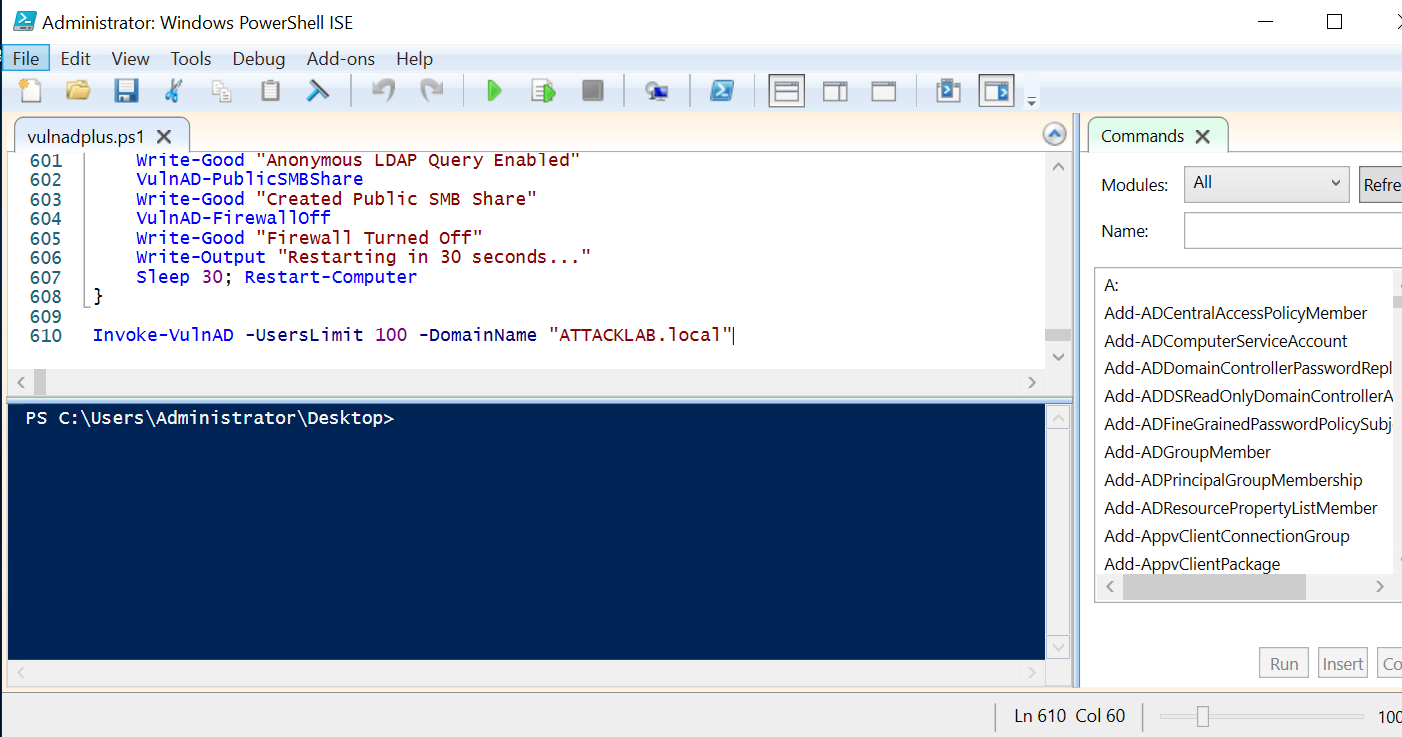 Administrator: Windows PowerShell ISE
File Edit View Tools Debug Add-ons Help
vulnadplus.ps1
601 Write-Good "Anonymous LDAP Query Enabled"
602 VulnAD-PublicSMBShare
603 Write-Good "Created Public SMB Share"
604 VulnAD-FirewallOff
605 Write-Good "Firewall Turned Off"
606 Write-Output "Restarting in 30 seconds..."
607 Sleep 30; Restart-Computer
608 }
609
610 Invoke-VulnAD -UsersLimit 100 -DomainName "ATTACKLAB.local"
PS C:\Users\Administrator\Desktop>
Commands
Modules: All Refre
Name:
A:
Add-ADCentralAccessPolicyMember
Add-ADComputerServiceAccount
Add-ADDomainControllerPasswordRepl
Add-ADDSReadOnlyDomainControllerA
Add-ADFineGrainedPasswordPolicySubj
Add-ADGroupMember
Add-ADPrincipalGroupMembership
Add-ADResourcePropertyListMember
Add-AppvClientConnectionGroup
Add-AppvClientPackage
Run Insert Co
Ln 610 Col 60 100